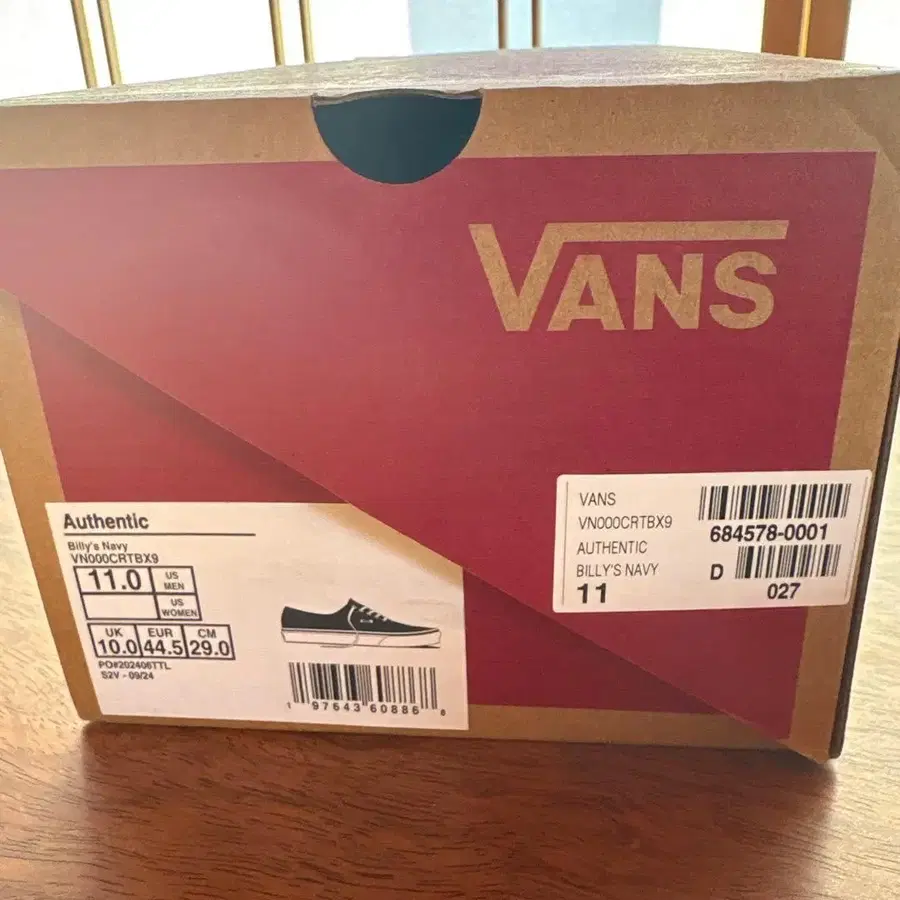 VANS
VANS
VN000CRTBX9
AUTHENTIC
BILLY'S NAVY
11
684578-0001
D
027
Authentic
Billy's Navy
VN000CRTBX9
11.0 US MEN
US WOMEN
UK EUR CM
10.0 44.5 29.0
PO#202406TTL
S2V - 09/24
1 97643 60886 8